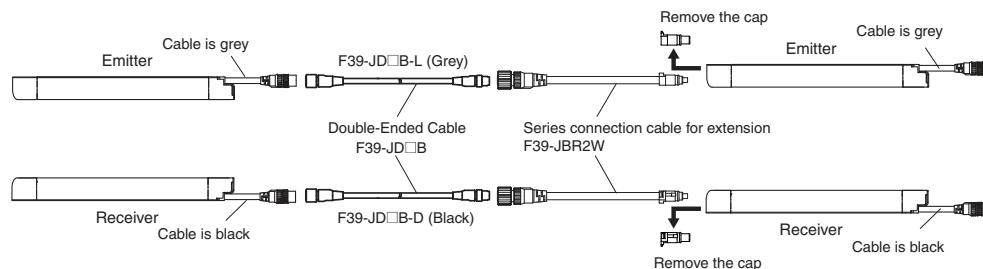 Remove the cap
Cable is grey
Emitter
F39-JD□B-L (Grey)
Emitter
Cable is grey
Double-Ended Cable
F39-JD□B
Series connection cable for extension
F39-JBR2W
Receiver
Cable is black
F39-JD□B-D (Black)
Receiver
Cable is black
Remove the cap